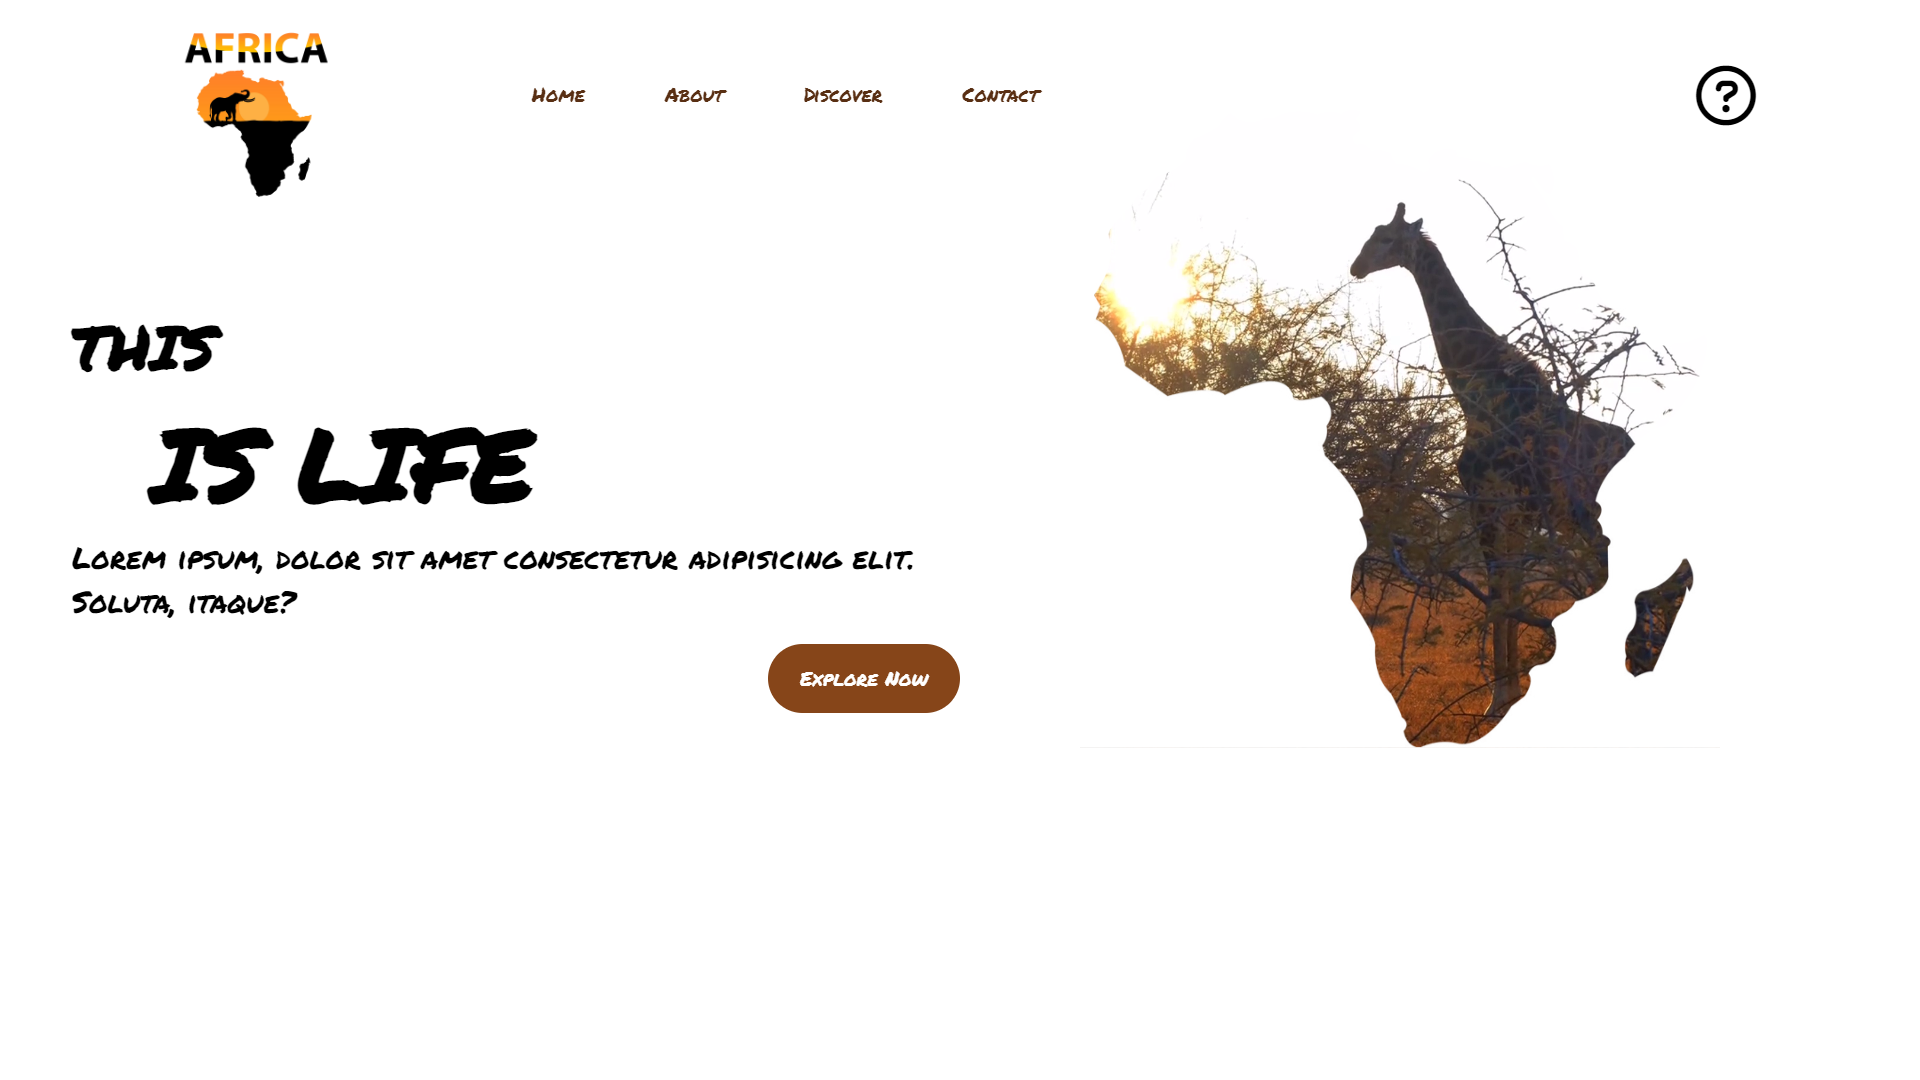 AFRICA
Home
About
Discover
Contact
THIS
IS LIFE
Lorem ipsum, dolor sit amet consectetur adipisicing elit.
Soluta, itaque?
Explore Now